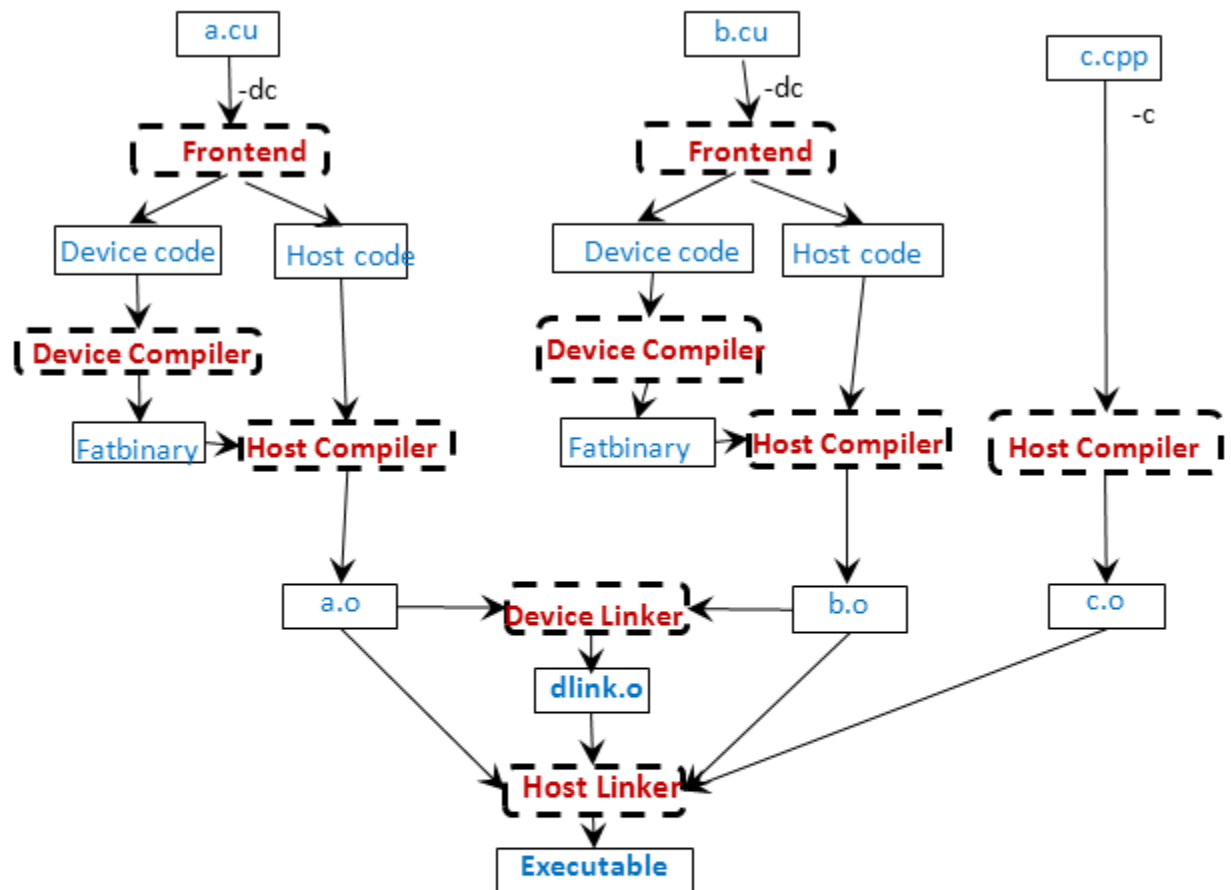 a.cu
b.cu
c.cpp
-dc
-dc
-c
Frontend
Frontend
Device code
Host code
Device code
Host code
Device Compiler
Device Compiler
Fatbinary
Host Compiler
Fatbinary
Host Compiler
Host Compiler
a.o
Device Linker
b.o
c.o
dlink.o
Host Linker
Executable